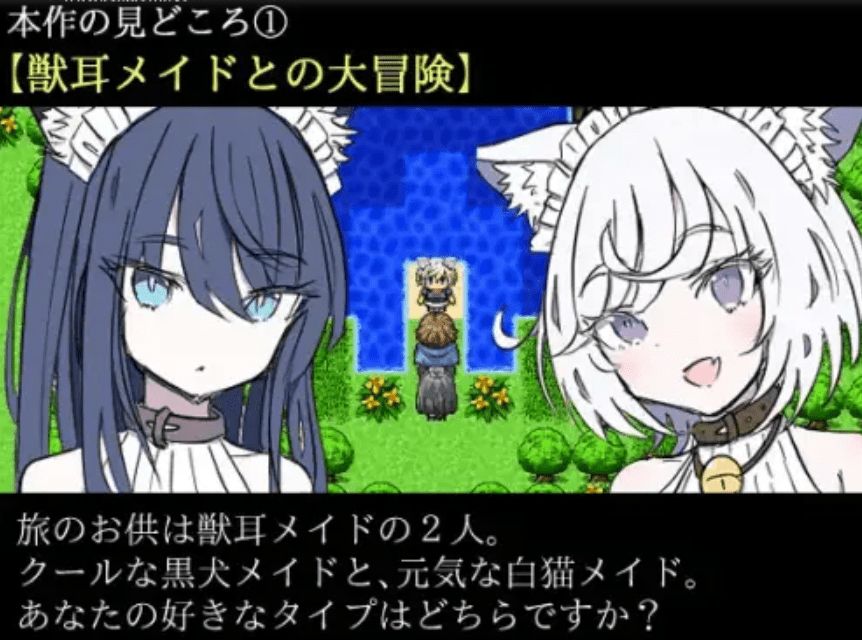 本作の見どころ①
【獣耳メイドとの大冒険】
旅のお供は獣耳メイドの２人。
クールな黒犬メイドと、元気な白猫メイド。
あなたの好きなタイプはどちらですか？